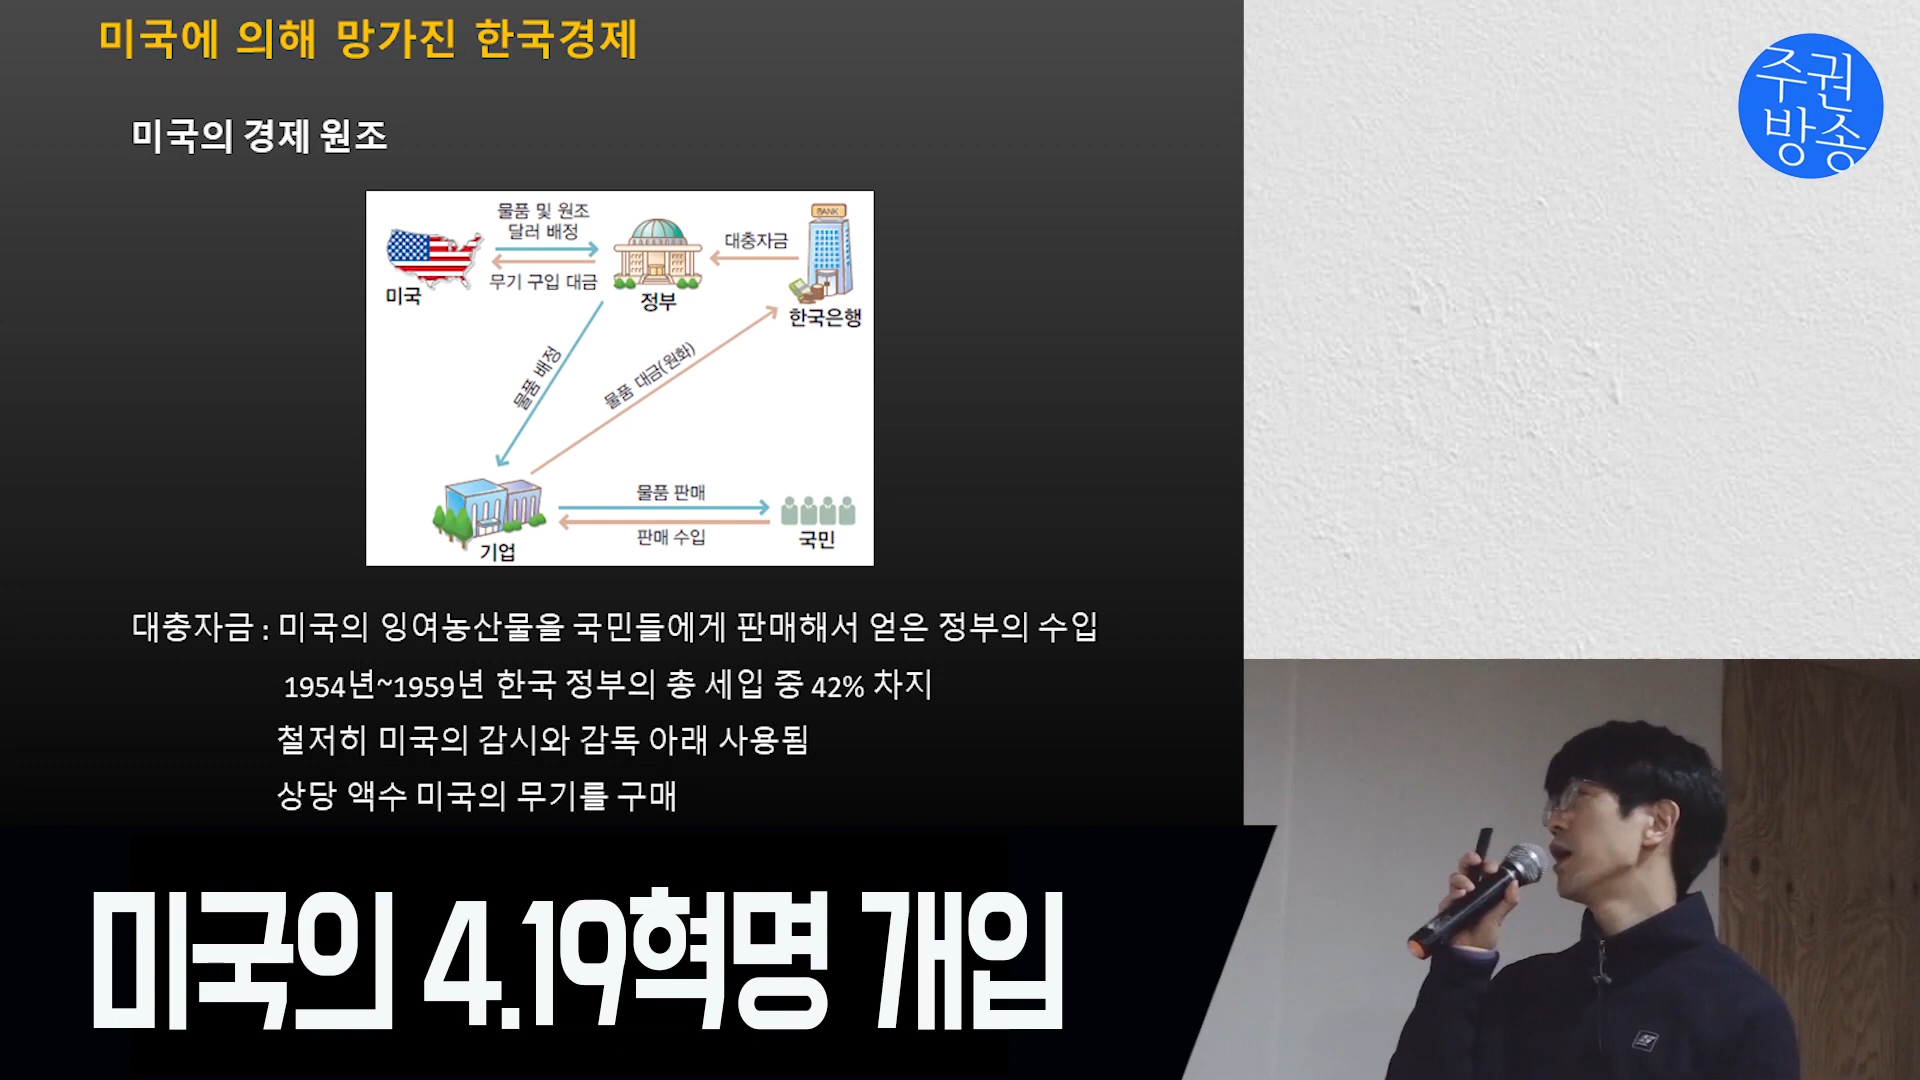 미국에 의해 망가진 한국경제
주권
방송
미국의 경제 원조
물품 및 원조
달러 배정
무기 구입 대금
미국
정부
대충자금
BANK
한국은행
물품 배정
물품 대금(원화)
물품 판매
판매 수입
기업
국민
대충자금 : 미국의 잉여농산물을 국민들에게 판매해서 얻은 정부의 수입
1954년~1959년 한국 정부의 총 세입 중 42% 차지
철저히 미국의 감시와 감독 아래 사용됨
상당 액수 미국의 무기를 구매
미국의 4.19혁명 개입